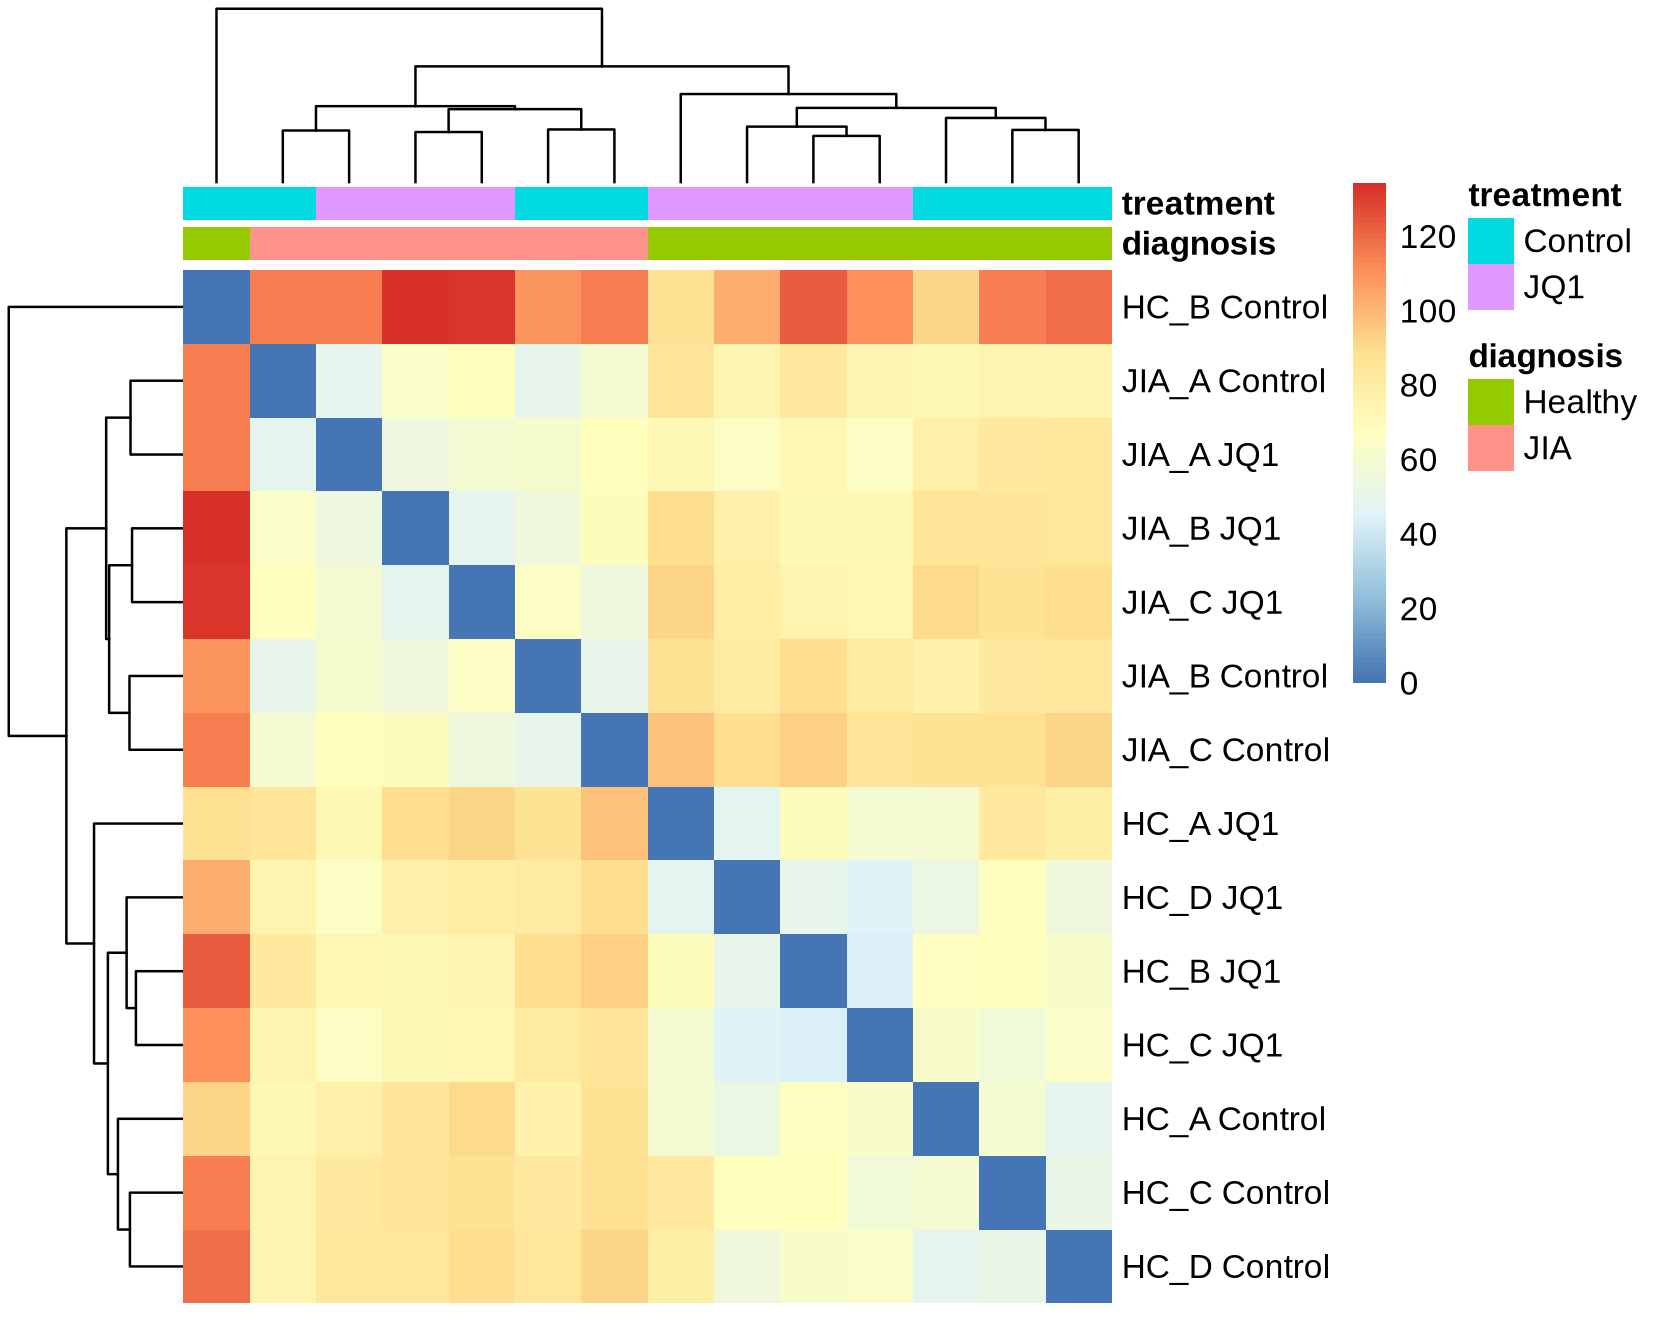 treatment
diagnosis
HC_B Control
JIA_A Control
JIA_A JQ1
JIA_B JQ1
JIA_C JQ1
JIA_B Control
JIA_C Control
HC_A JQ1
HC_D JQ1
HC_B JQ1
HC_C JQ1
HC_A Control
HC_C Control
HC_D Control
120
100
80
60
40
20
0
treatment
Control
JQ1
diagnosis
Healthy
JIA